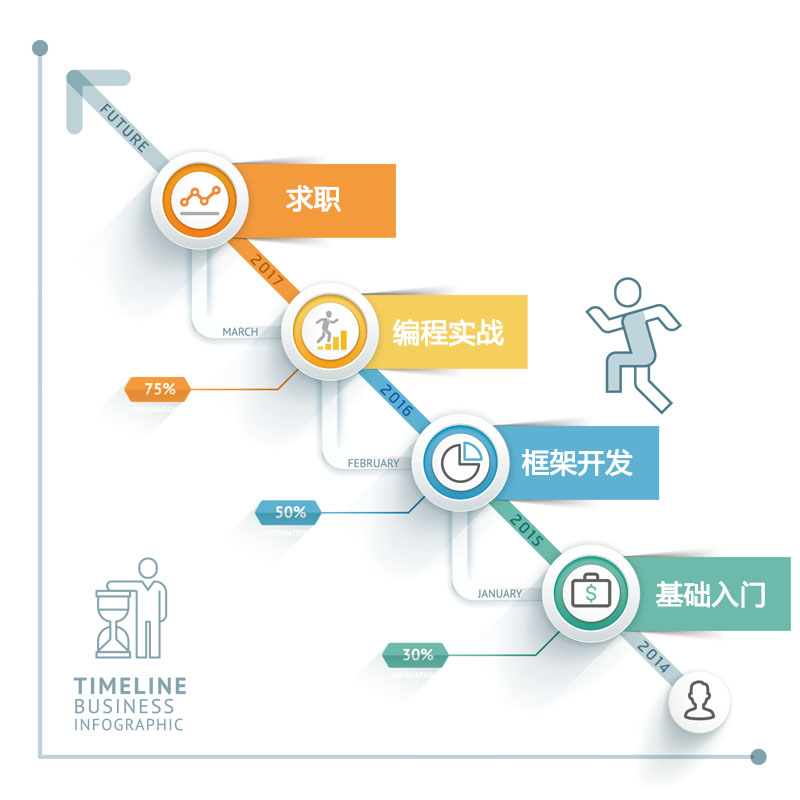 FUTURE
求职
2017
MARCH
编程实战
75%
INFOMATION
2016
FEBRUARY
框架开发
50%
INFOMATION
2015
JANUARY
基础入门
30%
INFOMATION
2014
TIMELINE
BUSINESS
INFOGRAPHIC